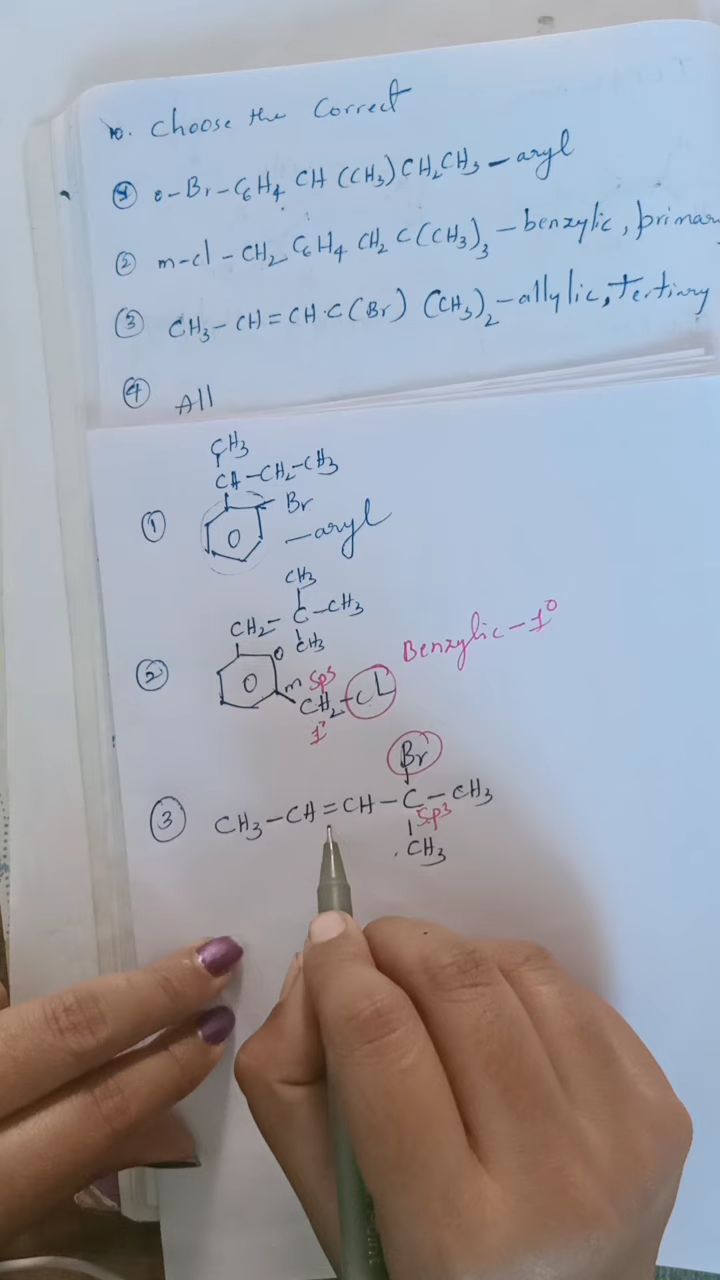 10. Choose the Correct
① o-Br-C6H4 CH (CH3) CH2CH3 - aryl
② m-cl - CH2 C6H4 CH2 C(CH3)3 - benzylic, primary
③ CH3 - CH = CH · C(Br) (CH3)2 - allylic, Tertiary
④ All
CH3
CH-CH2-CH3
① Br
- aryl
CH3
CH2- C-CH3
CH3
Benzylic-1°
② o
m sp3
CH2-CL
1°
Br
③ CH3-CH=CH-C-CH3
sp3
CH3